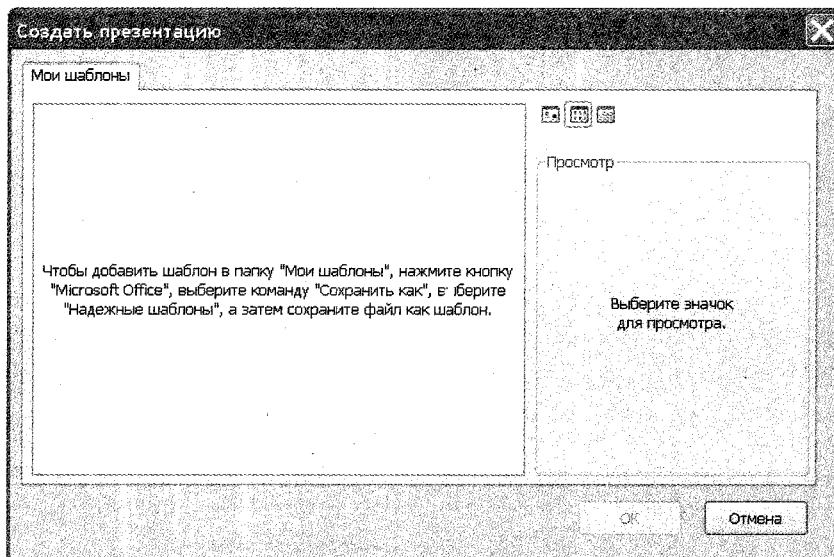 Создать презентацию
Мои шаблоны
Просмотр
Чтобы добавить шаблон в папку "Мои шаблоны", нажмите кнопку
"Microsoft Office", выберите команду "Сохранить как", в берите
"Надежные шаблоны", а затем сохраните файл как шаблон.
Выберите значок
для просмотра.
ОК
Отмена